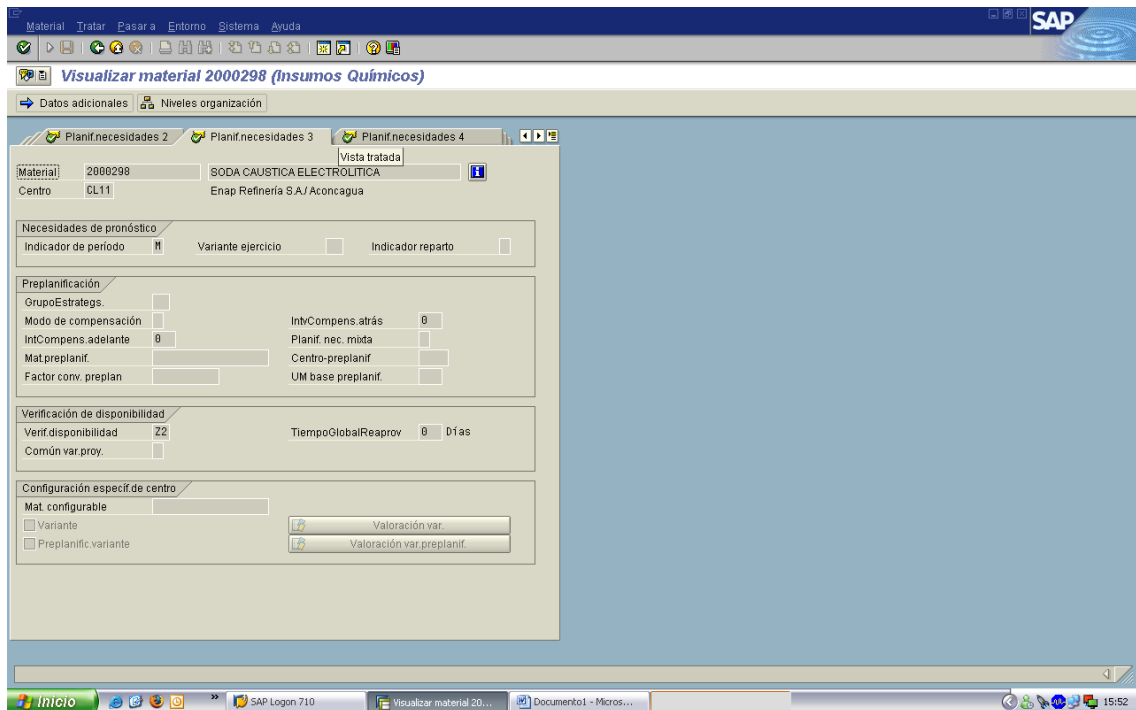 Material Tratar Pasar a Entorno Sistema Ayuda
SAP
Visualizar material 2000298 (Insumos Químicos)
Datos adicionales Niveles organización
Planif.necesidades 2 Planif.necesidades 3 Planif.necesidades 4
Vista tratada
Material 2000298 SODA CAUSTICA ELECTROLITICA
Centro CL11 Enap Refinería S.A./ Aconcagua
Necesidades de pronóstico
Indicador de período M Variante ejercicio Indicador reparto
Preplanificación
GrupoEstrategs.
Modo de compensación IntvCompens.atrás 0
IntCompens.adelante 0 Planif. nec. mixta
Mat.preplanif. Centro-preplanif
Factor conv. preplan UM base preplanif.
Verificación de disponibilidad
Verif.disponibilidad Z2 TiempoGlobalReaprov 0 Días
Común var.proy.
Configuración específ.de centro
Mat. configurable
Variante Valoración var.
Preplanific.variante Valoración var.preplanif.
Inicio » SAP Logon 710 Visualizar material 20... Documento1 - Micros... 15:52